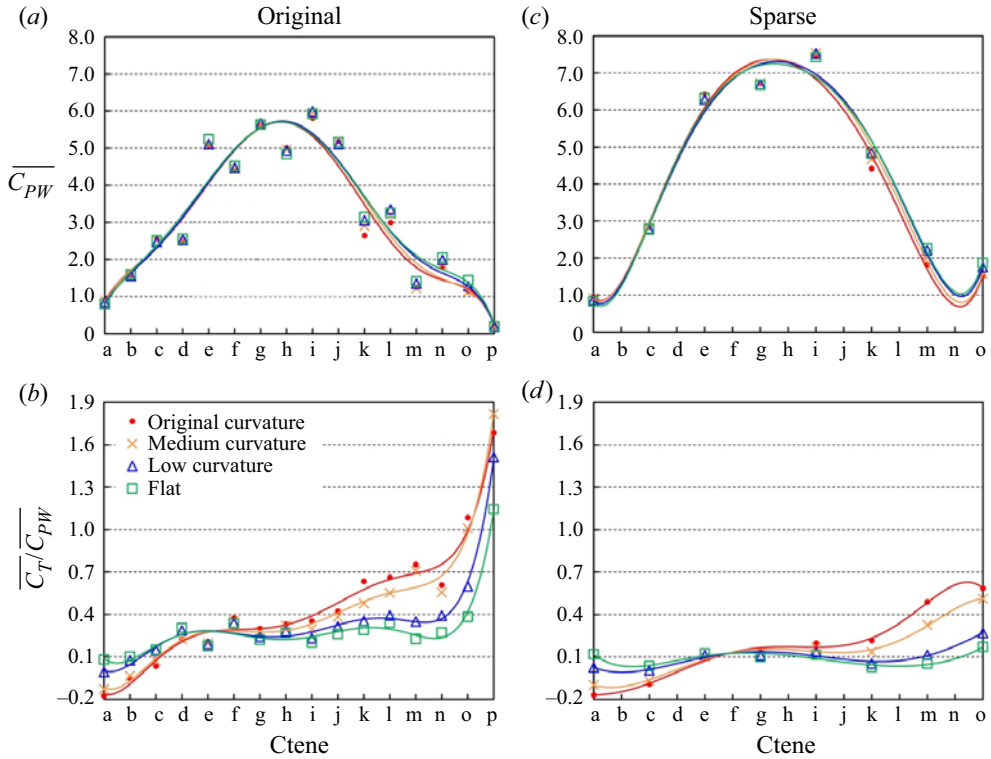 (a) Original
8.0
7.0
6.0
5.0
4.0
3.0
2.0
1.0
0
C_PW
a b c d e f g h i j k l m n o p
(c) Sparse
8.0
7.0
6.0
5.0
4.0
3.0
2.0
1.0
0
a b c d e f g h i j k l m n o
(b)
1.9
1.6
1.3
1.0
0.7
0.4
0.1
–0.2
C_T/C_PW
Original curvature
Medium curvature
Low curvature
Flat
a b c d e f g h i j k l m n o p
Ctene
(d)
1.9
1.6
1.3
1.0
0.7
0.4
0.1
–0.2
a b c d e f g h i j k l m n o
Ctene